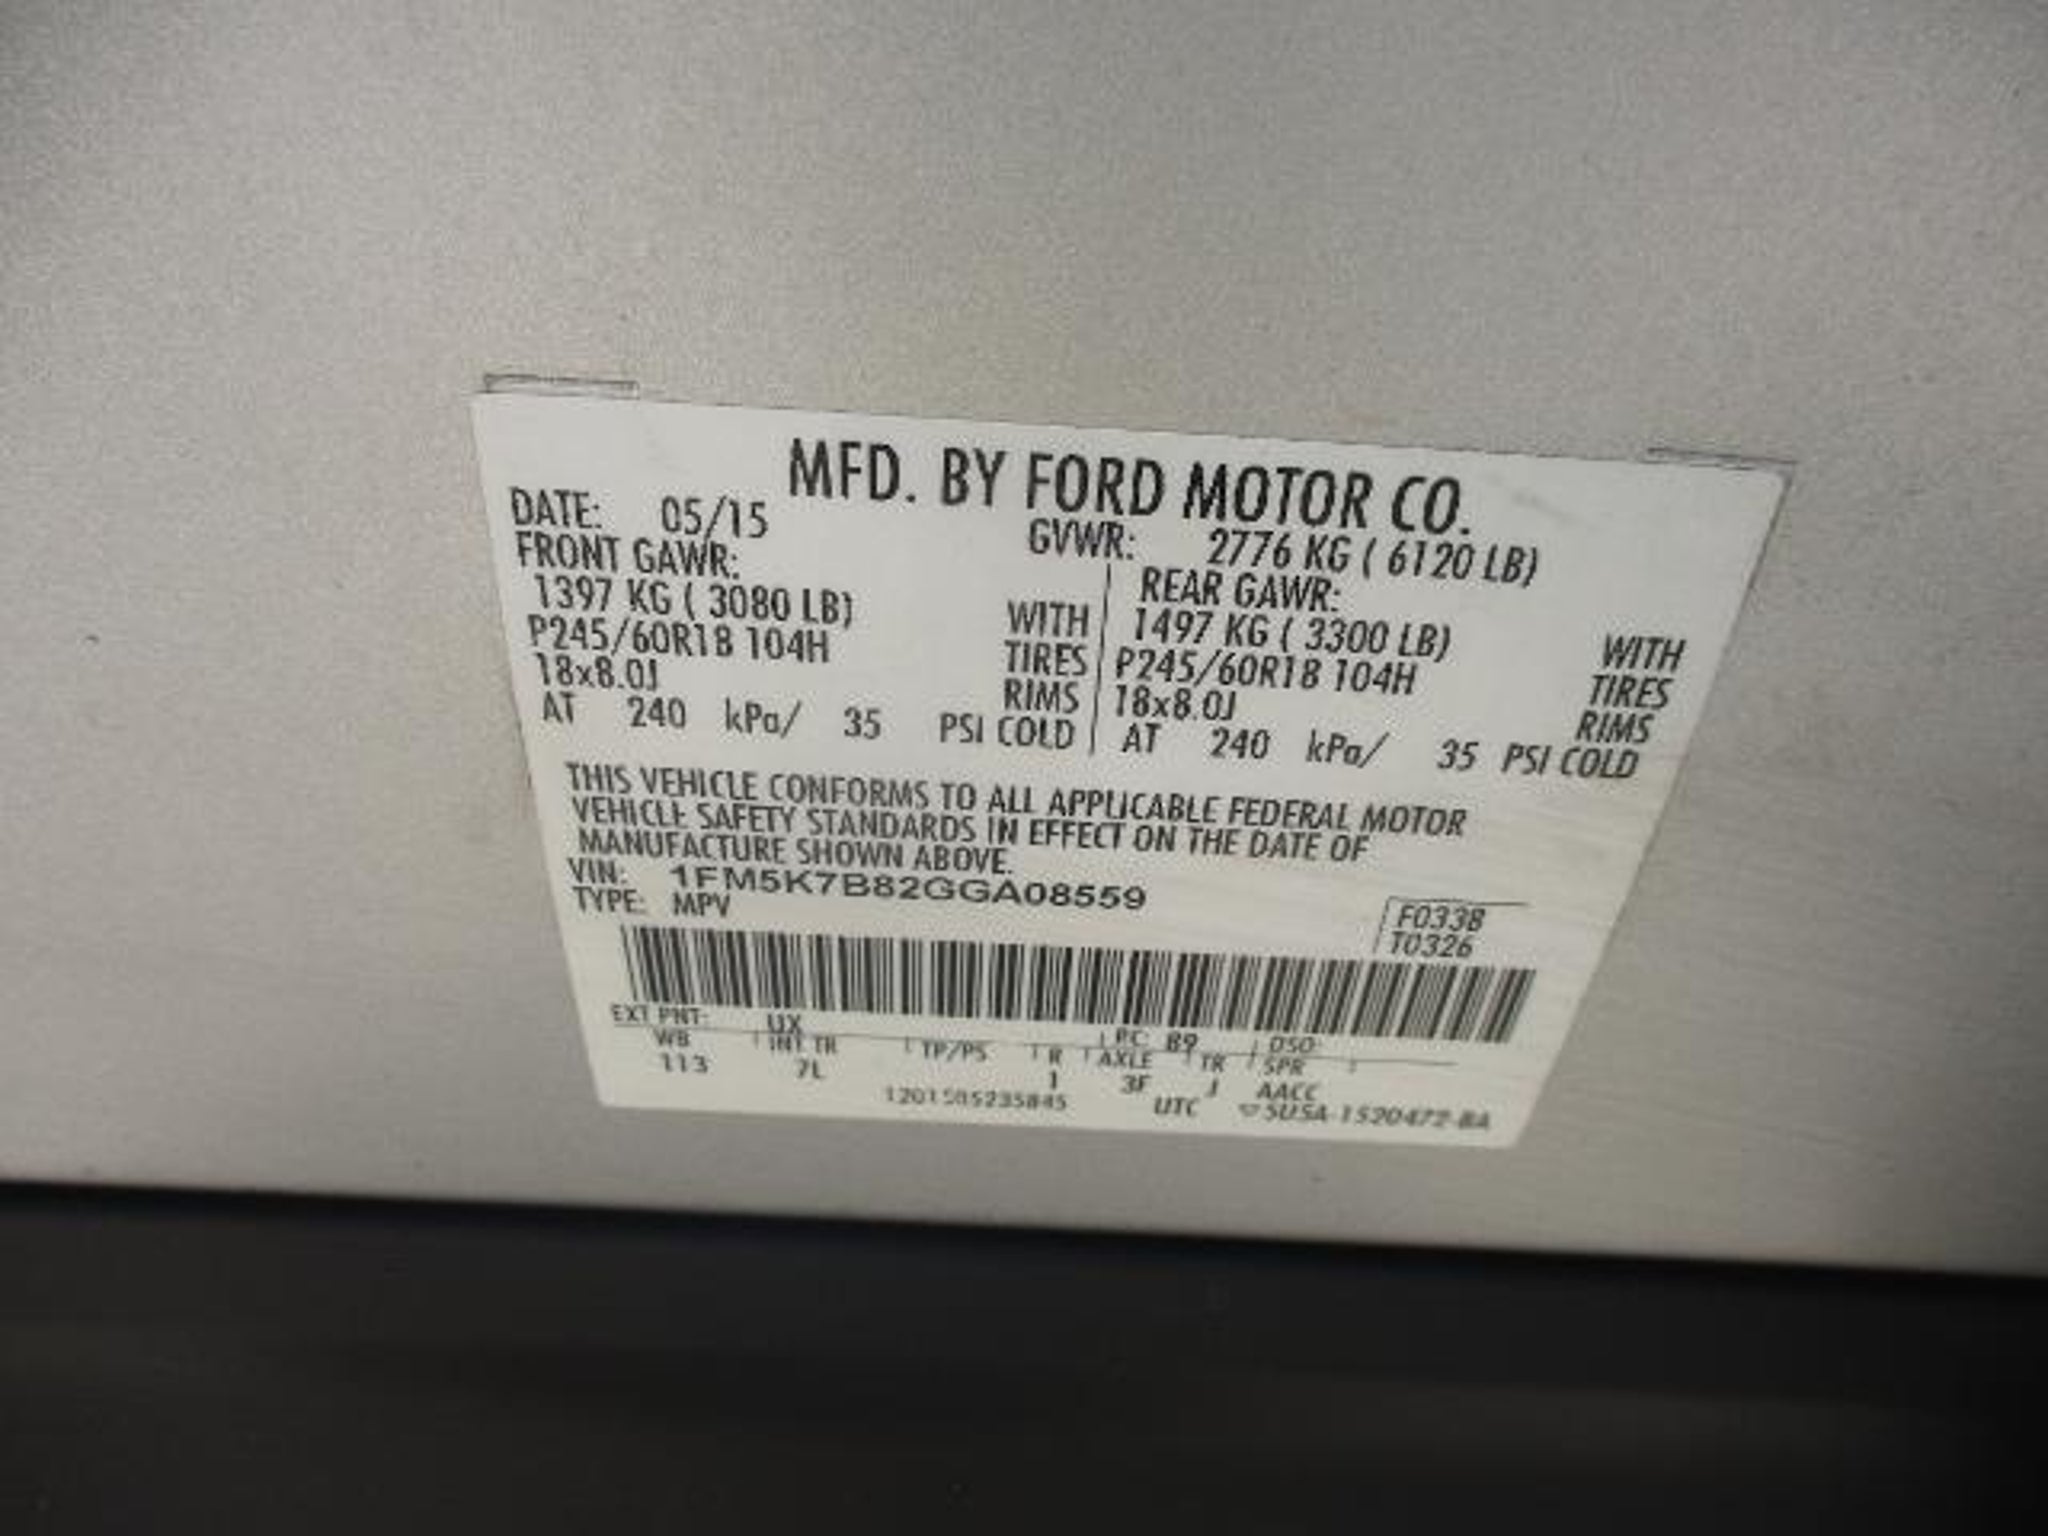 MFD. BY FORD MOTOR CO.
DATE: 05/15 GVWR: 2776 KG ( 6120 LB)
FRONT GAWR: REAR GAWR:
1397 KG ( 3080 LB) WITH 1497 KG ( 3300 LB) WITH
P245/60R18 104H TIRES P245/60R18 104H TIRES
18x8.0J RIMS 18x8.0J RIMS
AT 240 kPa/ 35 PSI COLD AT 240 kPa/ 35 PSI COLD
THIS VEHICLE CONFORMS TO ALL APPLICABLE FEDERAL MOTOR
VEHICLE SAFETY STANDARDS IN EFFECT ON THE DATE OF
MANUFACTURE SHOWN ABOVE.
VIN: 1FM5K7B82GGA08559
TYPE: MPV
F0338
T0326
EXT PNT: UX RC: 89 DSO:
WB INT TR TP/PS R AXLE TR SPR
113 7L 1 3F J AACC
UTC